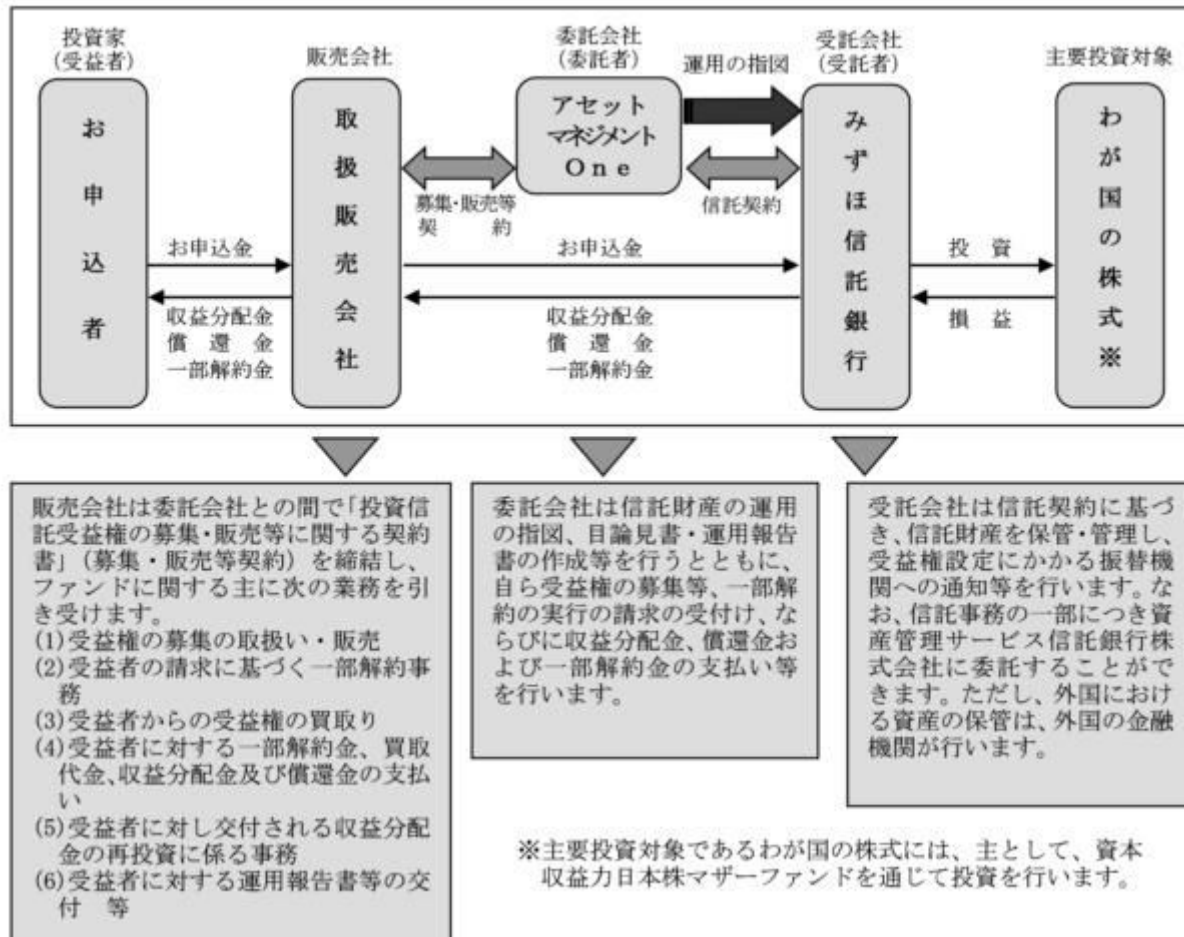 投資家
(受益者)
販売会社
委託会社
(委託者)
運用の指図
受託会社
(受託者)
主要投資対象
お申込者
取扱販売会社
アセット
マネジメント
One
みずほ信託銀行
わが国の株式※
募集・販売等
契　　　約
信託契約
お申込金
収益分配金
償　還　金
一部解約金
お申込金
収益分配金
償　還　金
一部解約金
投　資
損　益
販売会社は委託会社との間で「投資信
託受益権の募集・販売等に関する契約
書」（募集・販売等契約）を締結し、
ファンドに関する主に次の業務を引
き受けます。
(1)受益権の募集の取扱い・販売
(2)受益者の請求に基づく一部解約事
務
(3)受益者からの受益権の買取り
(4)受益者に対する一部解約金、買取
代金、収益分配金及び償還金の支払
い
(5)受益者に対し交付される収益分配
金の再投資に係る事務
(6)受益者に対する運用報告書等の交
付　等
委託会社は信託財産の運用
の指図、目論見書・運用報告
書の作成等を行うとともに、
自ら受益権の募集等、一部解
約の実行の請求の受付け、な
らびに収益分配金、償還金お
よび一部解約金の支払い等
を行います。
受託会社は信託契約に基づ
き、信託財産を保管・管理し、
受益権設定にかかる振替機
関への通知等を行います。な
お、信託事務の一部につき資
産管理サービス信託銀行株
式会社に委託することがで
きます。ただし、外国におけ
る資産の保管は、外国の金融
機関が行います。
※主要投資対象であるわが国の株式には、主として、資本
収益力日本株マザーファンドを通じて投資を行います。